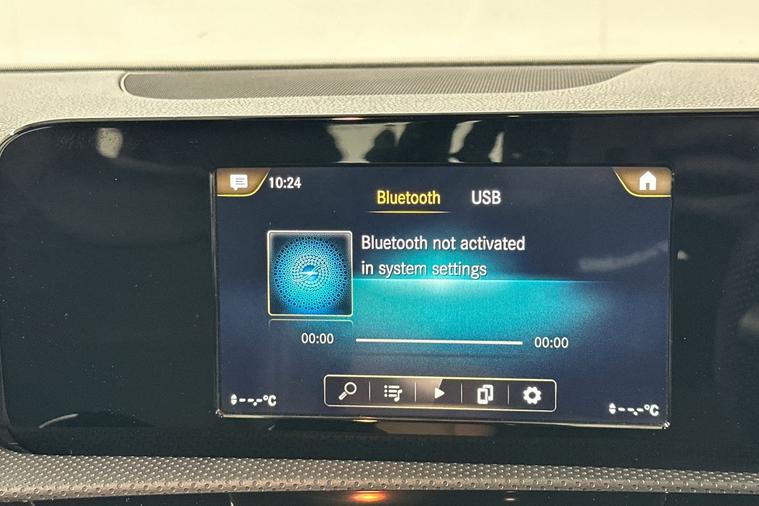 10:24
Bluetooth USB
Bluetooth not activated
in system settings
00:00 00:00
--,-°C --,-°C